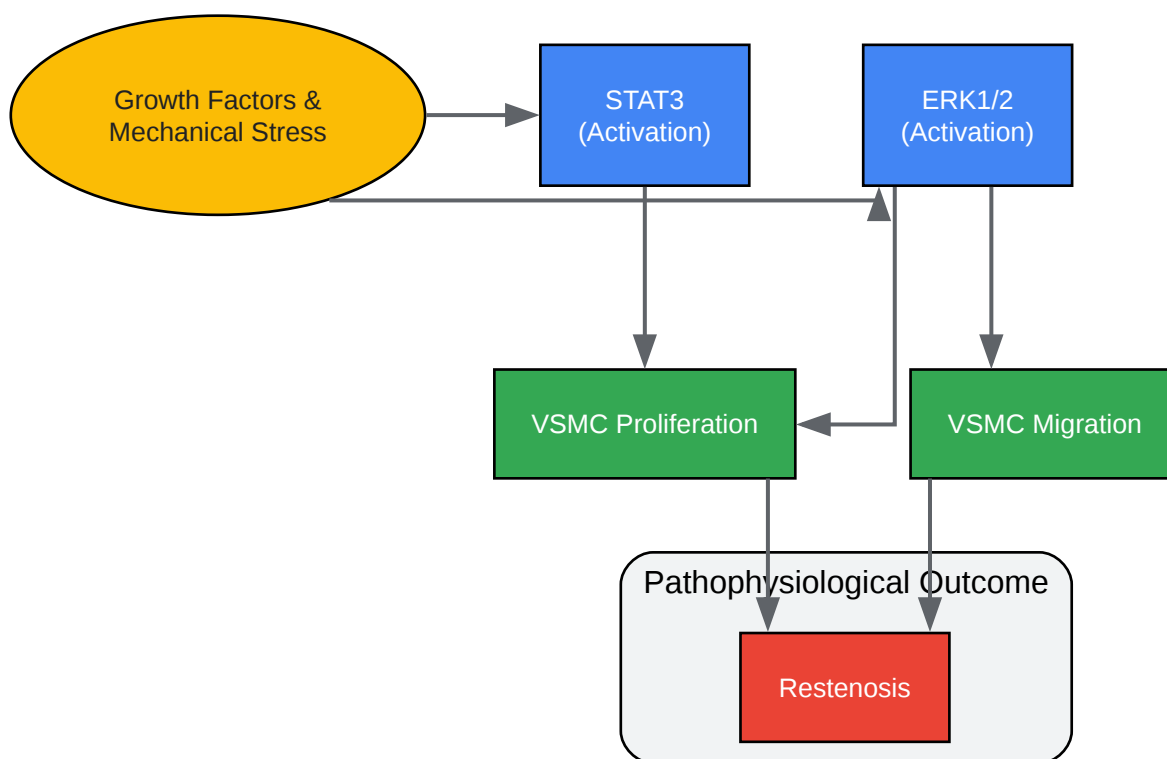 Growth Factors &
Mechanical Stress
STAT3
(Activation)
ERK1/2
(Activation)
VSMC Proliferation
VSMC Migration
Pathophysiological Outcome
Restenosis